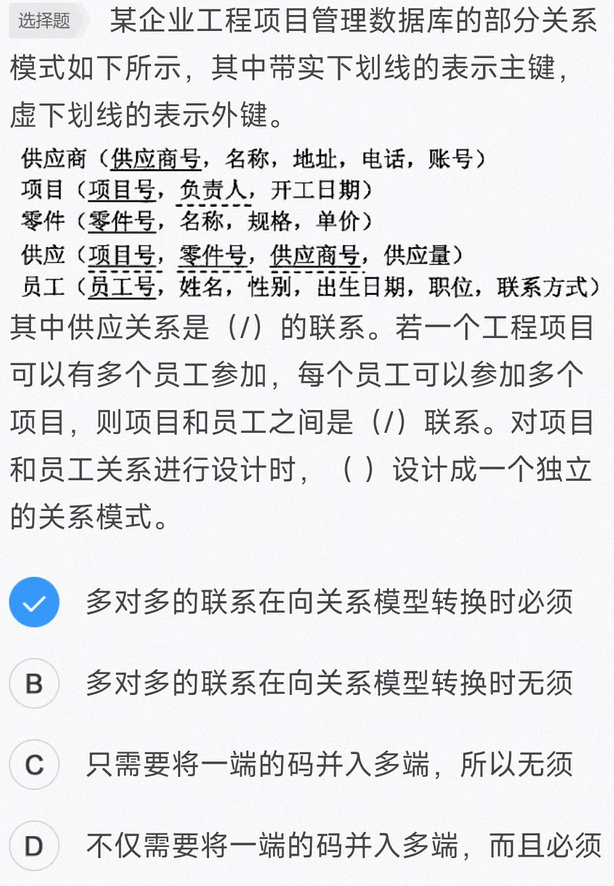 选择题 某企业工程项目管理数据库的部分关系
模式如下所示，其中带实下划线的表示主键，
虚下划线的表示外键。
供应商（供应商号，名称，地址，电话，账号）
项目（项目号，负责人，开工日期）
零件（零件号，名称，规格，单价）
供应（项目号，零件号，供应商号，供应量）
员工（员工号，姓名，性别，出生日期，职位，联系方式）
其中供应关系是（/）的联系。若一个工程项目
可以有多个员工参加，每个员工可以参加多个
项目，则项目和员工之间是（/）联系。对项目
和员工关系进行设计时，（ ）设计成一个独立
的关系模式。
多对多的联系在向关系模型转换时必须
B 多对多的联系在向关系模型转换时无须
C 只需要将一端的码并入多端，所以无须
D 不仅需要将一端的码并入多端，而且必须